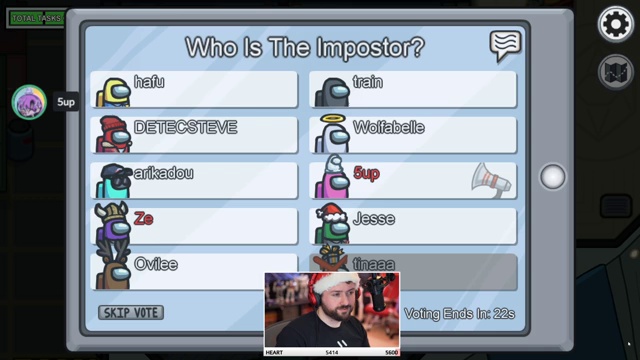 TOTAL TASKS
Who Is The Impostor?
hafu
train
5up
DETECSTEVE
Wolfabelle
arikadou
5up
Ze
Jesse
Ovilee
tinaaa
SKIP VOTE
Voting Ends In: 22s
HEART 5414 5600